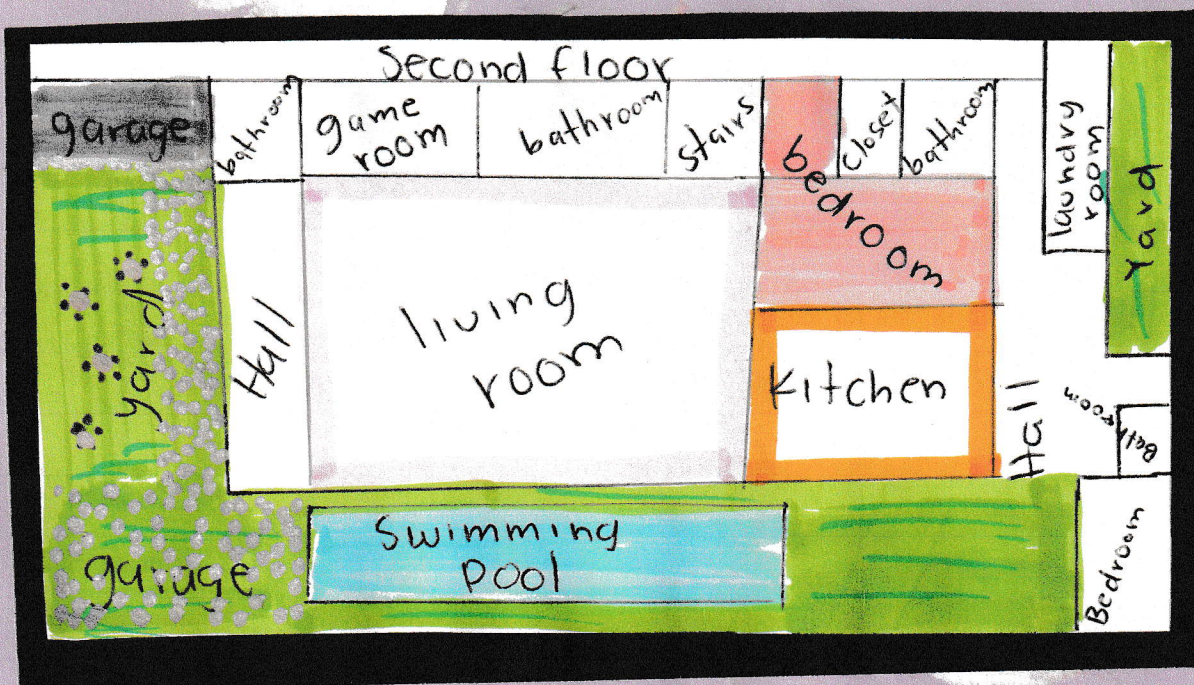 Second floor
garage
bathroom
game
room
bathroom
stairs
bedroom
closet
bathroom
laundry
room
Yard
yard
Hall
living
room
Kitchen
Hall
Bathroom
garage
Swimming
pool
Bedroom